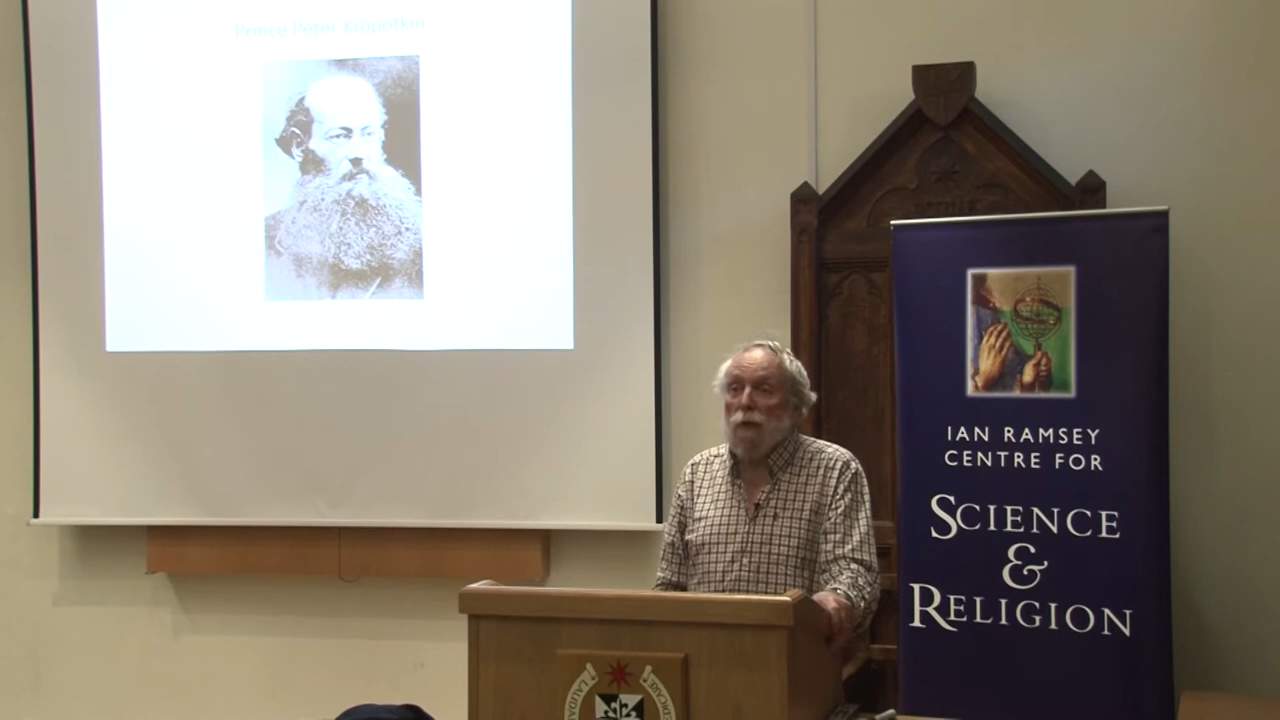 Prince Peter Kropotkin
IAN RAMSEY
CENTRE FOR
SCIENCE
&
RELIGION